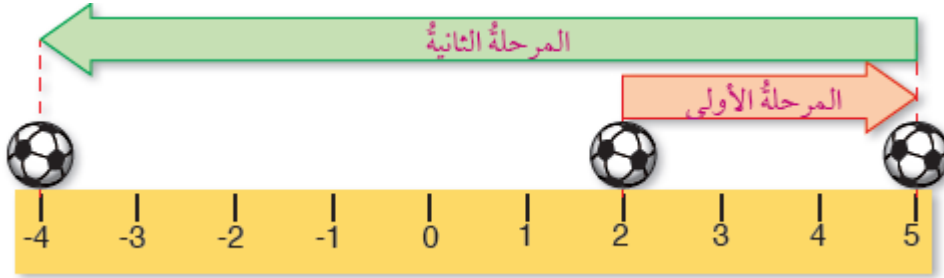 المرحلةُ الثانيةُ
المرحلةُ الأولى
-4 -3 -2 -1 0 1 2 3 4 5